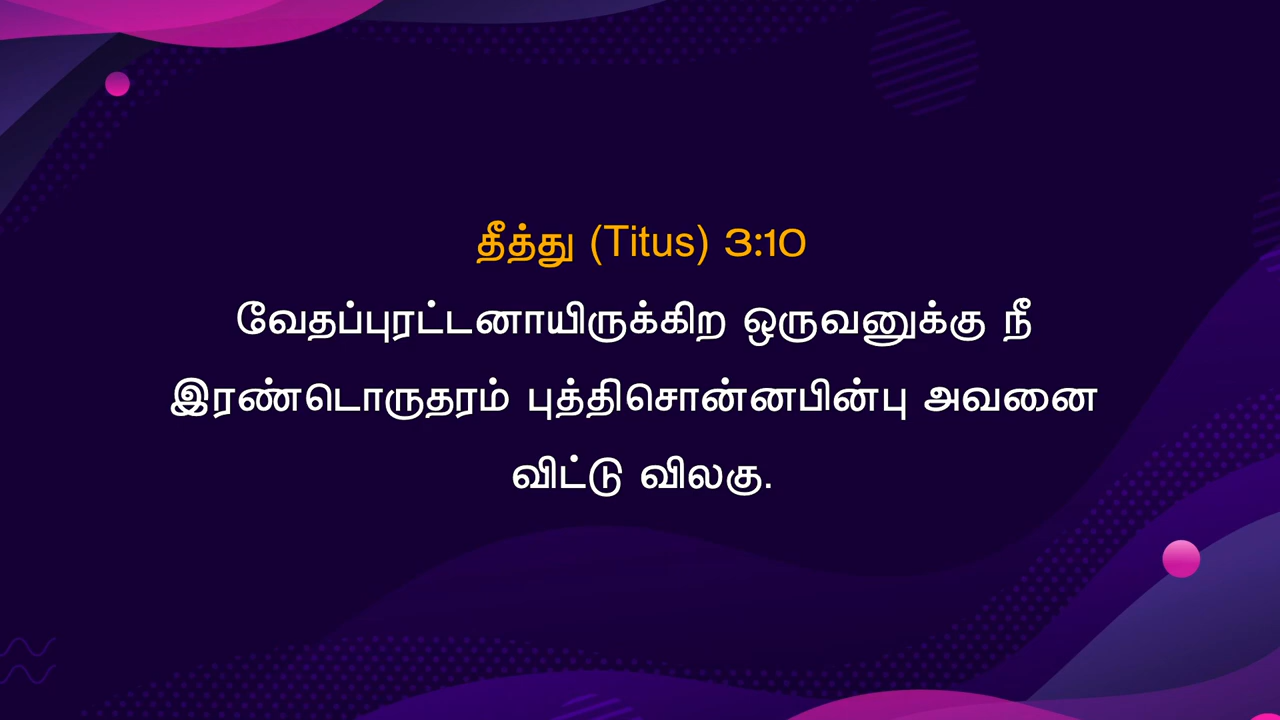 தீத்து (Titus) 3:10
வேதப்புரட்டனாயிருக்கிற ஒருவனுக்கு நீ
இரண்டொருதரம் புத்திசொன்னபின்பு அவனை
விட்டு விலகு.